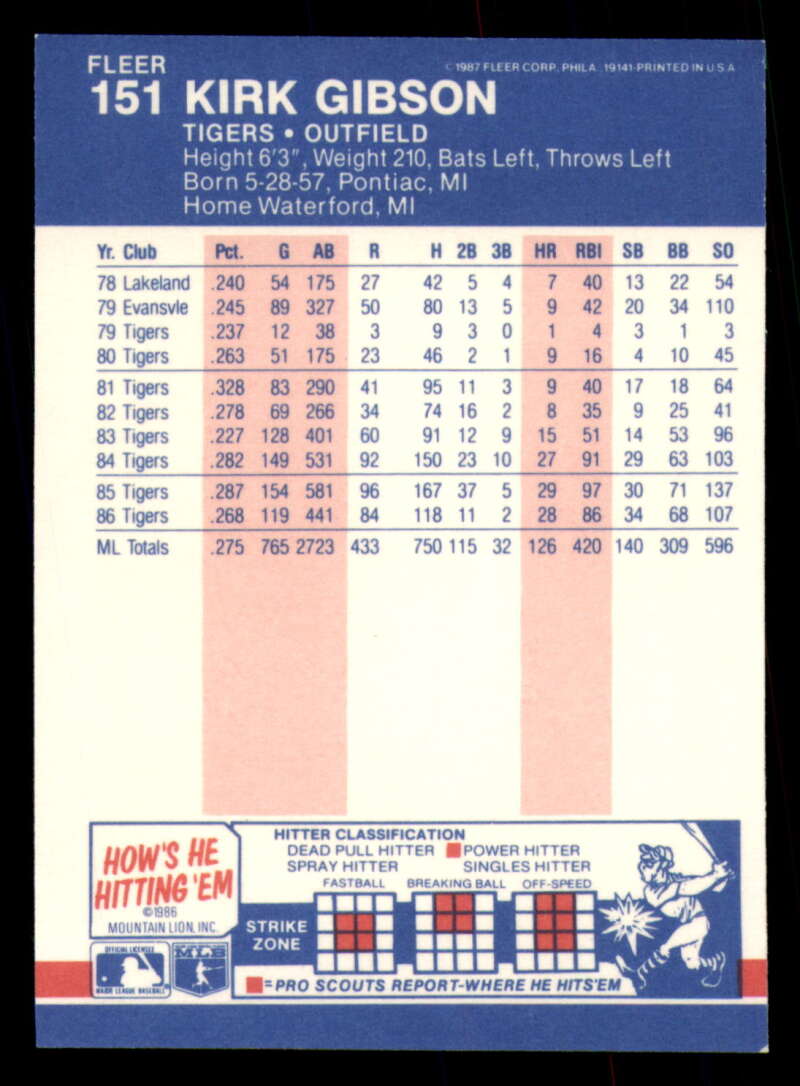 FLEER
© 1987 FLEER CORP. PHILA. 19141-PRINTED IN U S A
151 KIRK GIBSON
TIGERS • OUTFIELD
Height 6'3", Weight 210, Bats Left, Throws Left
Born 5-28-57, Pontiac, MI
Home Waterford, MI
Yr. Club Pct. G AB R H 2B 3B HR RBI SB BB SO
78 Lakeland .240 54 175 27 42 5 4 7 40 13 22 54
79 Evansvle .245 89 327 50 80 13 5 9 42 20 34 110
79 Tigers .237 12 38 3 9 3 0 1 4 3 1 3
80 Tigers .263 51 175 23 46 2 1 9 16 4 10 45
81 Tigers .328 83 290 41 95 11 3 9 40 17 18 64
82 Tigers .278 69 266 34 74 16 2 8 35 9 25 41
83 Tigers .227 128 401 60 91 12 9 15 51 14 53 96
84 Tigers .282 149 531 92 150 23 10 27 91 29 63 103
85 Tigers .287 154 581 96 167 37 5 29 97 30 71 137
86 Tigers .268 119 441 84 118 11 2 28 86 34 68 107
ML Totals .275 765 2723 433 750 115 32 126 420 140 309 596
HOW'S HE
HITTING 'EM
©1986
MOUNTAIN LION, INC.
HITTER CLASSIFICATION
DEAD PULL HITTER POWER HITTER
SPRAY HITTER SINGLES HITTER
FASTBALL BREAKING BALL OFF-SPEED
STRIKE
ZONE
OFFICIAL LICENSEE
MAJOR LEAGUE BASEBALL
MLB
=PRO SCOUTS REPORT-WHERE HE HITS'EM